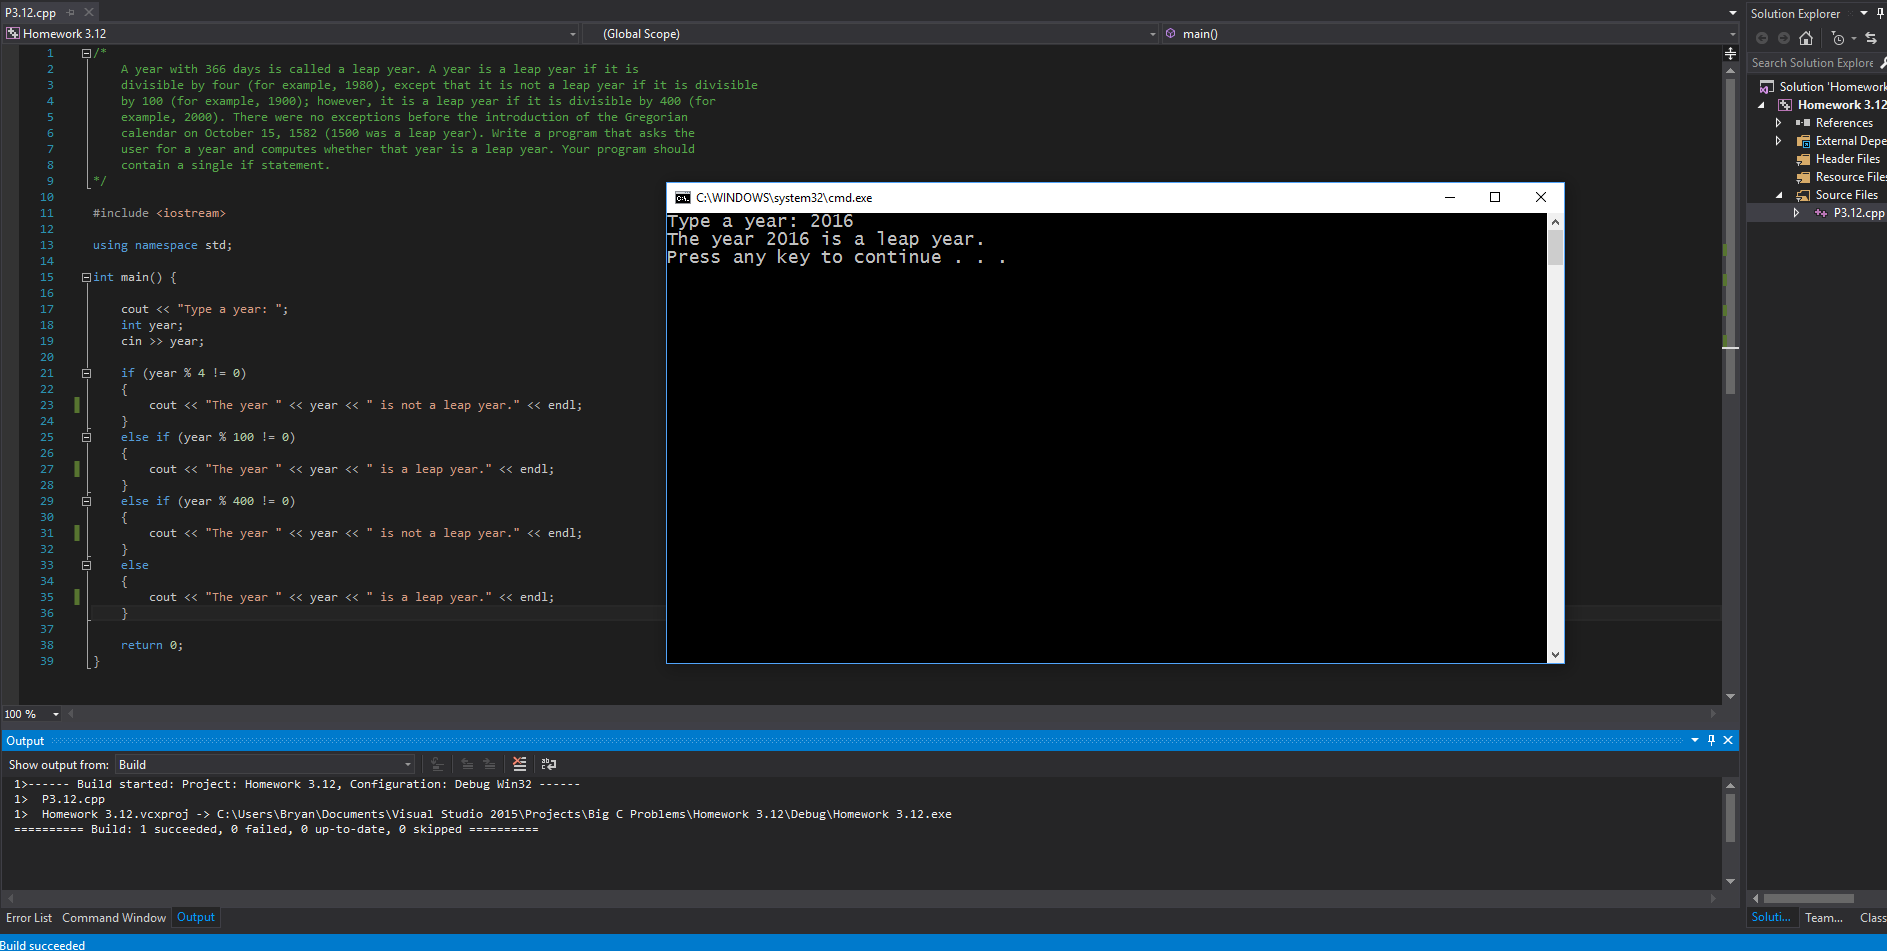 P3.12.cpp
Homework 3.12
(Global Scope)
main()
1 /*
2 A year with 366 days is called a leap year. A year is a leap year if it is
3 divisible by four (for example, 1980), except that it is not a leap year if it is divisible
4 by 100 (for example, 1900); however, it is a leap year if it is divisible by 400 (for
5 example, 2000). There were no exceptions before the introduction of the Gregorian
6 calendar on October 15, 1582 (1500 was a leap year). Write a program that asks the
7 user for a year and computes whether that year is a leap year. Your program should
8 contain a single if statement.
9 */
10
11 #include <iostream>
12
13 using namespace std;
14
15 int main() {
16
17 cout << "Type a year: ";
18 int year;
19 cin >> year;
20
21 if (year % 4 != 0)
22 {
23 cout << "The year " << year << " is not a leap year." << endl;
24 }
25 else if (year % 100 != 0)
26 {
27 cout << "The year " << year << " is a leap year." << endl;
28 }
29 else if (year % 400 != 0)
30 {
31 cout << "The year " << year << " is not a leap year." << endl;
32 }
33 else
34 {
35 cout << "The year " << year << " is a leap year." << endl;
36 }
37
38 return 0;
39 }
100 %
C:\WINDOWS\system32\cmd.exe
Type a year: 2016
The year 2016 is a leap year.
Press any key to continue . . .
Solution Explorer
Search Solution Explore
Solution 'Homework
Homework 3.12
References
External Depe
Header Files
Resource Files
Source Files
P3.12.cpp
Output
Show output from: Build
1>------ Build started: Project: Homework 3.12, Configuration: Debug Win32 ------
1> P3.12.cpp
1> Homework 3.12.vcxproj -> C:\Users\Bryan\Documents\Visual Studio 2015\Projects\Big C Problems\Homework 3.12\Debug\Homework 3.12.exe
========== Build: 1 succeeded, 0 failed, 0 up-to-date, 0 skipped ==========
Error List Command Window Output
Soluti... Team... Class
Build succeeded